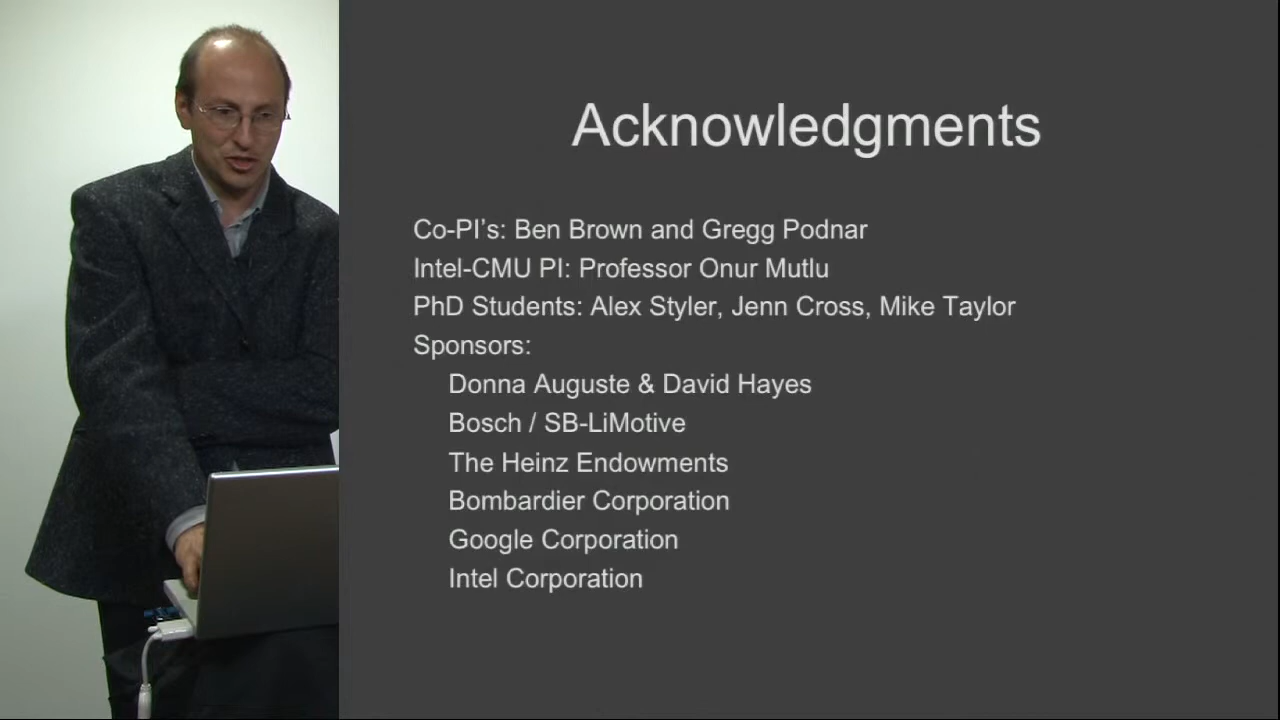 Acknowledgments
Co-PI's: Ben Brown and Gregg Podnar
Intel-CMU PI: Professor Onur Mutlu
PhD Students: Alex Styler, Jenn Cross, Mike Taylor
Sponsors:
Donna Auguste & David Hayes
Bosch / SB-LiMotive
The Heinz Endowments
Bombardier Corporation
Google Corporation
Intel Corporation